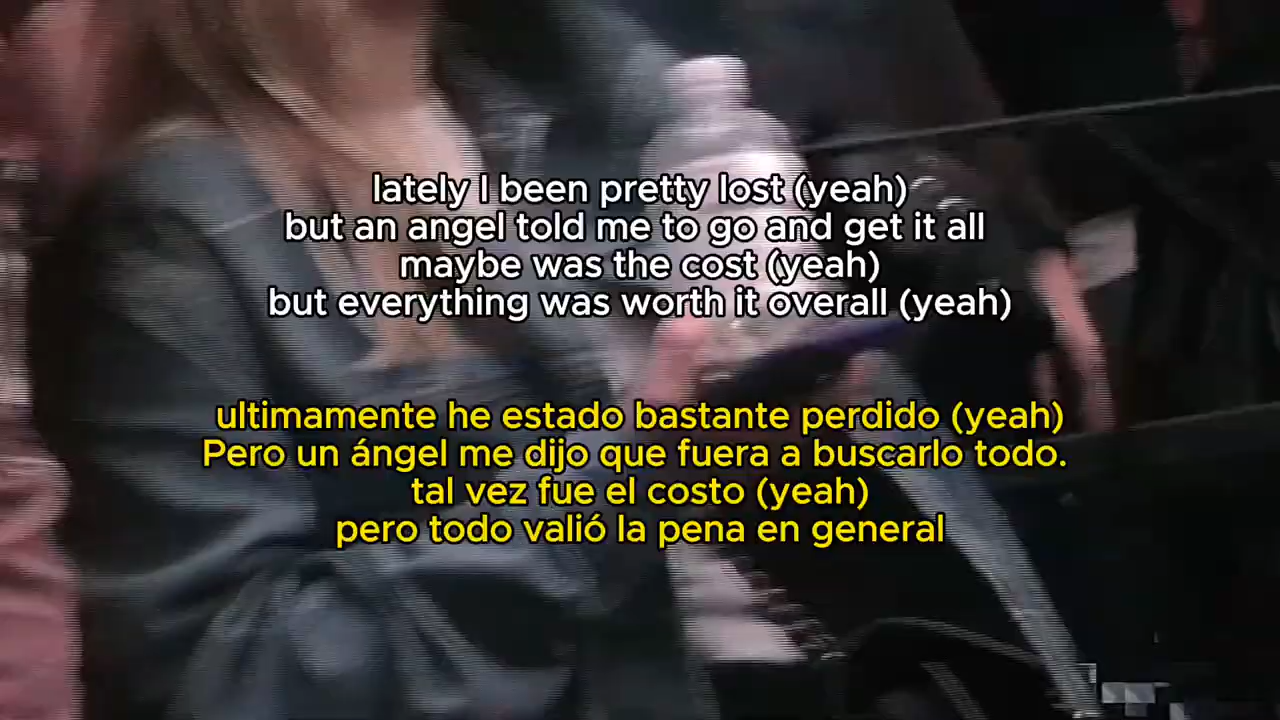 lately I been pretty lost (yeah)
but an angel told me to go and get it all
maybe was the cost (yeah)
but everything was worth it overall (yeah)
ultimamente he estado bastante perdido (yeah)
Pero un ángel me dijo que fuera a buscarlo todo.
tal vez fue el costo (yeah)
pero todo valió la pena en general